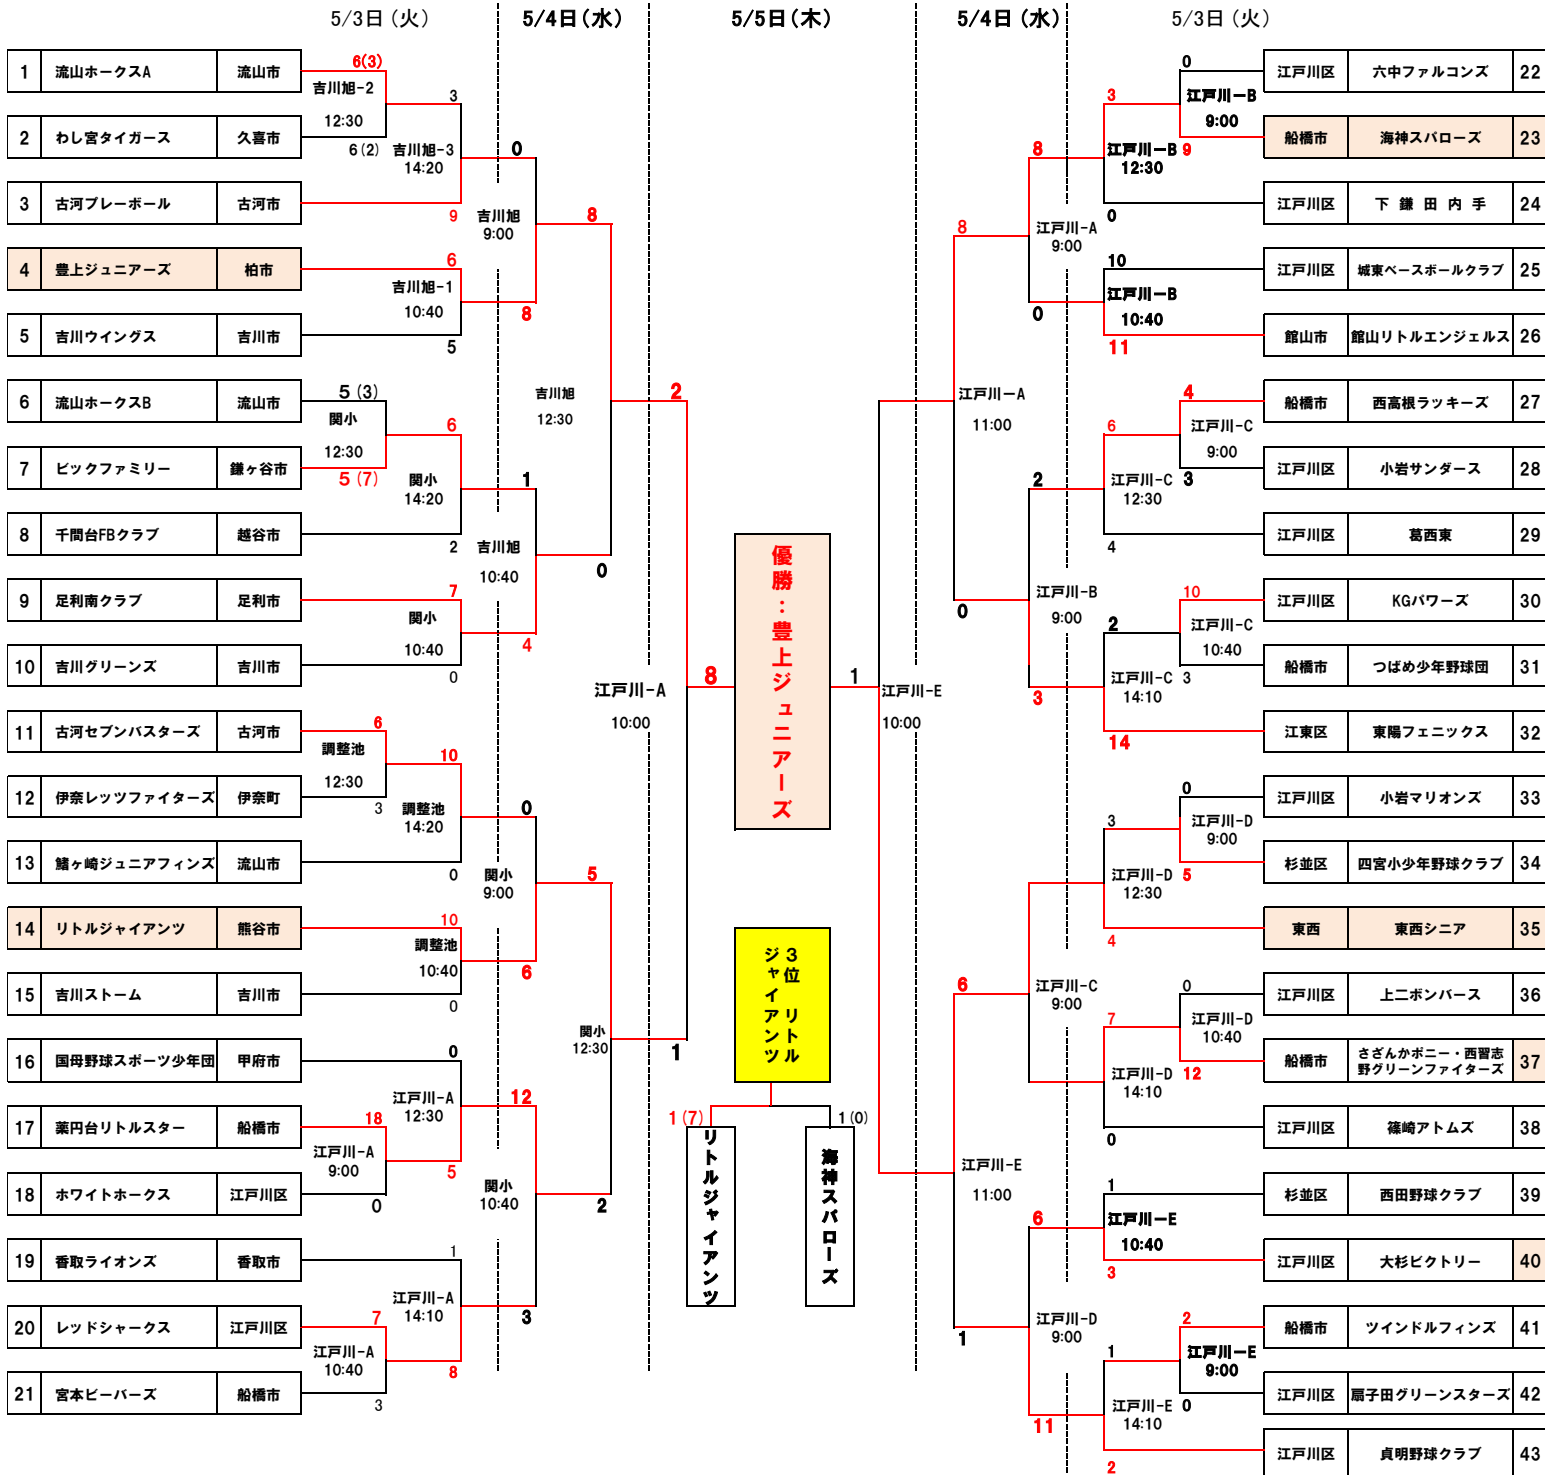 5/3日（火）
5/4日（水）
5/5日（木）
5/4日（水）
5/3日（火）
1 流山ホークスA 流山市
2 わし宮タイガース 久喜市
3 古河プレーボール 古河市
4 豊上ジュニアーズ 柏市
5 吉川ウイングス 吉川市
6 流山ホークスB 流山市
7 ビックファミリー 鎌ヶ谷市
8 千間台FBクラブ 越谷市
9 足利南クラブ 足利市
10 吉川グリーンズ 吉川市
11 古河セブンバスターズ 古河市
12 伊奈レッツファイターズ 伊奈町
13 鰭ヶ崎ジュニアフィンズ 流山市
14 リトルジャイアンツ 熊谷市
15 吉川ストーム 吉川市
16 国母野球スポーツ少年団 甲府市
17 薬円台リトルスター 船橋市
18 ホワイトホークス 江戸川区
19 香取ライオンズ 香取市
20 レッドシャークス 江戸川区
21 宮本ビーバーズ 船橋市
6(3)
吉川旭-2
12:30
6(2)
3
吉川旭-3
14:20
9
6
吉川旭-1
10:40
5
5（3）
関小
12:30
5（7）
6
関小
14:20
2
7
関小
10:40
0
6
調整池
12:30
3
10
調整池
14:20
0
10
調整池
10:40
0
0
江戸川-A
12:30
5
18
江戸川-A
9:00
0
1
江戸川-A
14:10
8
7
江戸川-A
10:40
3
0
吉川旭
9:00
8
1
吉川旭
10:40
4
0
関小
9:00
6
12
関小
10:40
3
8
吉川旭
12:30
0
5
関小
12:30
2
2
江戸川-A
10:00
1
8
優勝：豊上ジュニアーズ
1
３位　リトル
ジャイアンツ
1（7）
リトルジャイアンツ
1（0）
海神スパローズ
江戸川-E
10:00
8
江戸川ーA
11:00
0
6
江戸川-E
11:00
1
8
江戸川-A
9:00
0
2
江戸川-B
9:00
3
江戸川-C
9:00
6
江戸川-D
9:00
11
3
江戸川ーB
12:30
0
0
江戸川ーB
9:00
9
10
江戸川ーB
10:40
11
6
江戸川-C
12:30
4
4
江戸川-C
9:00
3
2
江戸川-C
14:10
14
10
江戸川-C
10:40
3
3
江戸川-D
12:30
4
0
江戸川-D
9:00
5
7
江戸川-D
14:10
0
0
江戸川-D
10:40
12
1
江戸川ーE
10:40
3
1
江戸川-E
14:10
2
2
江戸川ーE
9:00
0
江戸川区 六中ファルコンズ 22
船橋市 海神スパローズ 23
江戸川区 下 鎌 田 内 手 24
江戸川区 城東ベースボールクラブ 25
館山市 館山リトルエンジェルス 26
船橋市 西高根ラッキーズ 27
江戸川区 小岩サンダース 28
江戸川区 葛西東 29
江戸川区 KGパワーズ 30
船橋市 つばめ少年野球団 31
江東区 東陽フェニックス 32
江戸川区 小岩マリオンズ 33
杉並区 四宮小少年野球クラブ 34
東西 東西シニア 35
江戸川区 上二ボンバース 36
船橋市 さざんかポニー・西習志
野グリーンファイターズ 37
江戸川区 篠崎アトムズ 38
杉並区 西田野球クラブ 39
江戸川区 大杉ビクトリー 40
船橋市 ツインドルフィンズ 41
江戸川区 扇子田グリーンスターズ 42
江戸川区 貞明野球クラブ 43